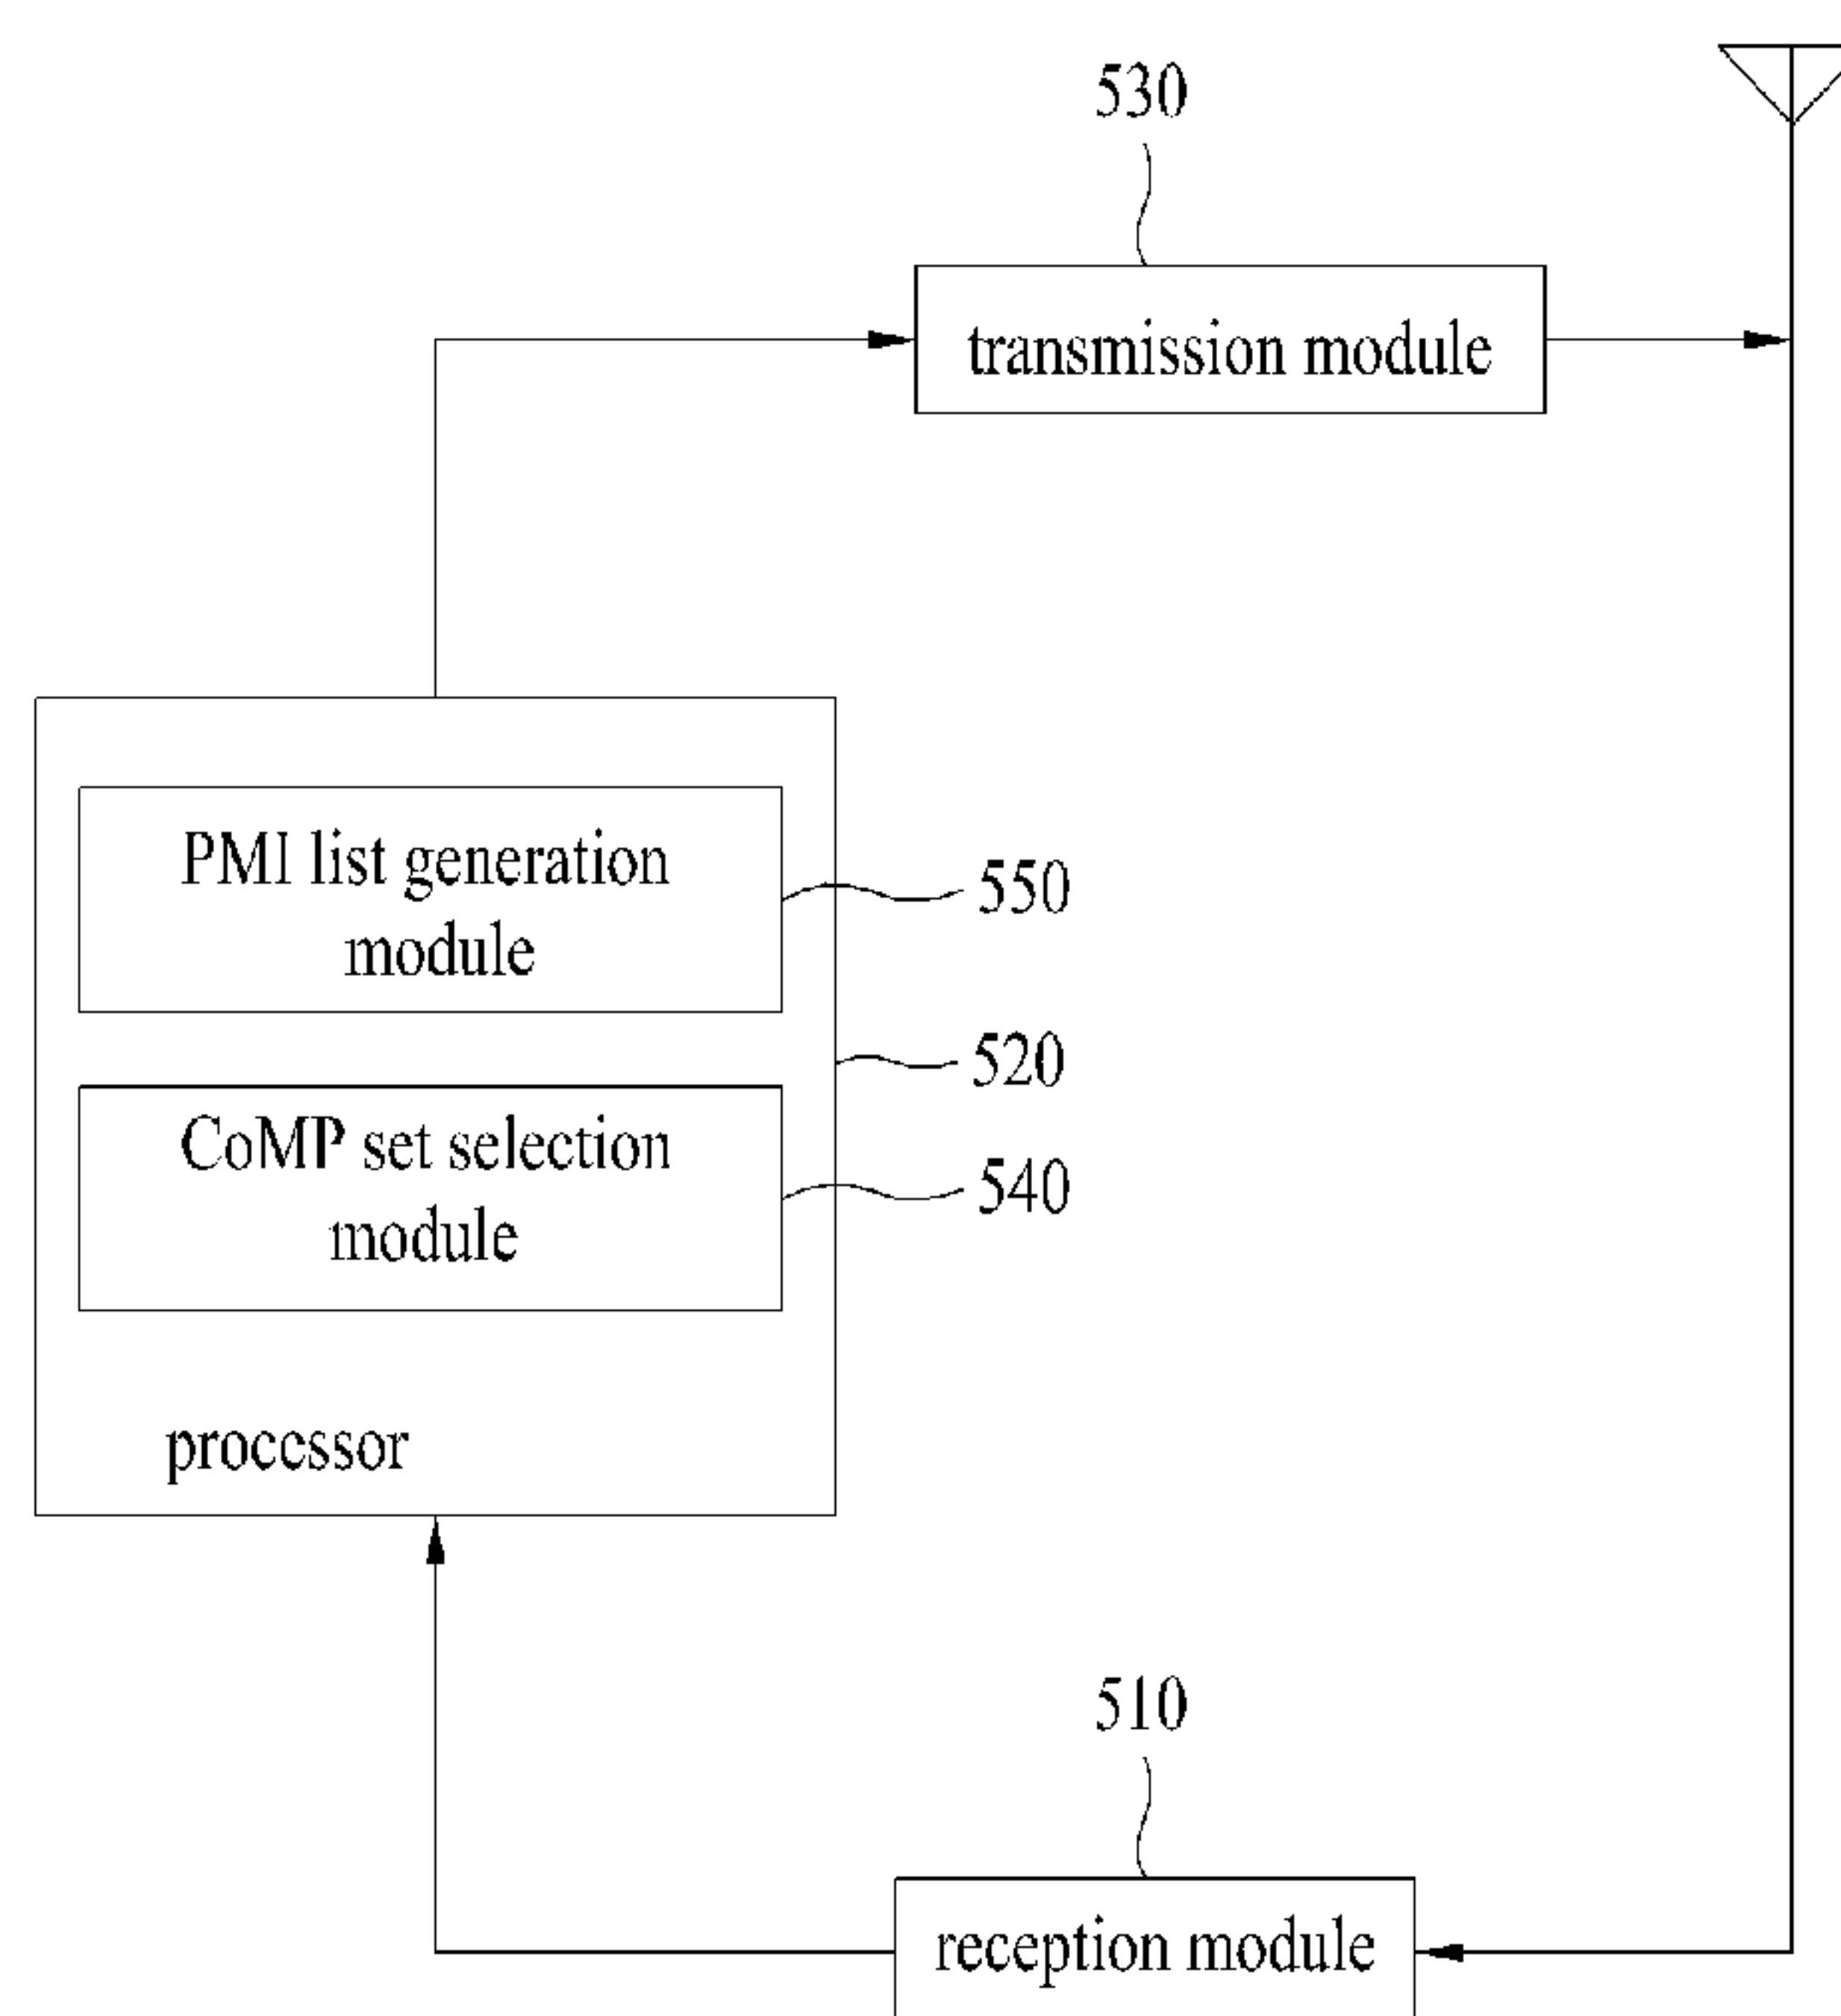 530
transmission module
PMI list generation
module
550
520
CoMP set selection
module
540
processor
510
reception module